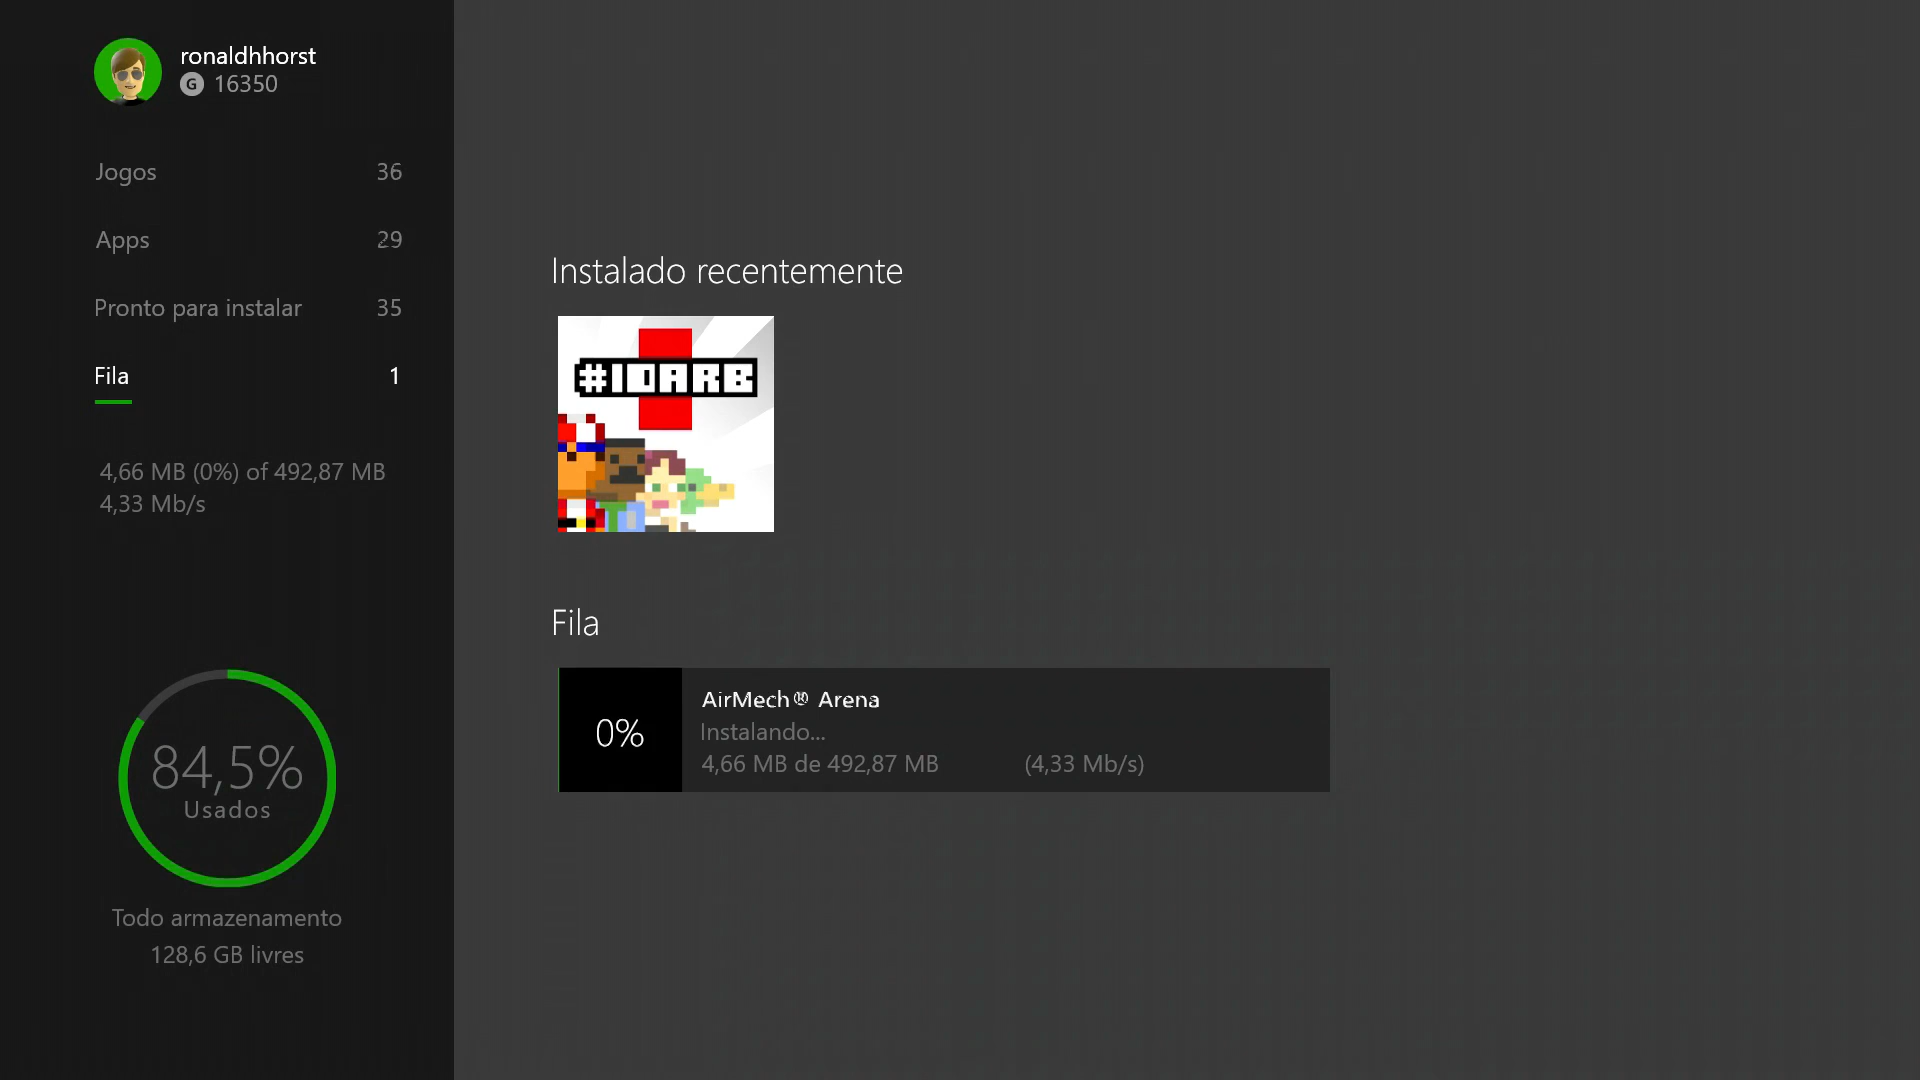 ronaldhhorst
G 16350
Jogos 36
Apps 29
Pronto para instalar 35
Fila 1
4,66 MB (0%) of 492,87 MB
4,33 Mb/s
84,5%
Usados
Todo armazenamento
128,6 GB livres
Instalado recentemente
#IDARB
Fila
0%
AirMech® Arena
Instalando...
4,66 MB de 492,87 MB (4,33 Mb/s)